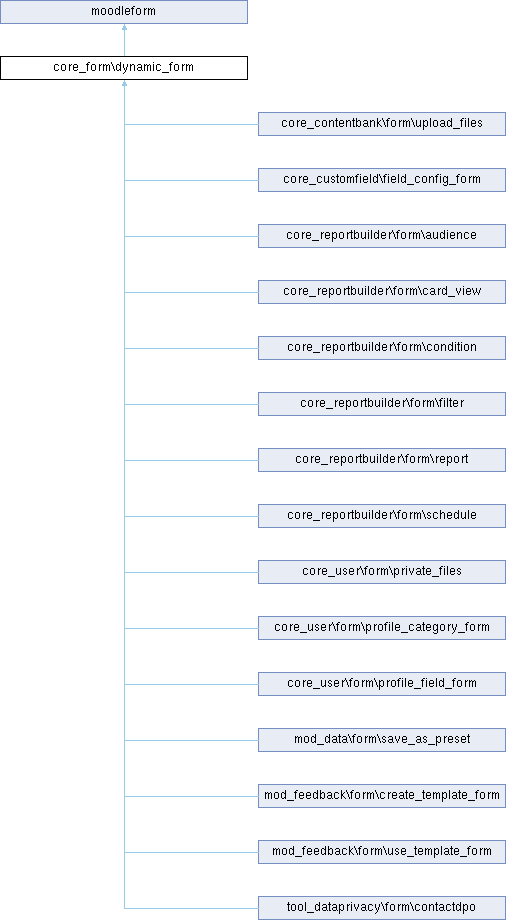 moodleform
core_form\dynamic_form
core_contentbank\form\upload_files
core_customfield\field_config_form
core_reportbuilder\form\audience
core_reportbuilder\form\card_view
core_reportbuilder\form\condition
core_reportbuilder\form\filter
core_reportbuilder\form\report
core_reportbuilder\form\schedule
core_user\form\private_files
core_user\form\profile_category_form
core_user\form\profile_field_form
mod_data\form\save_as_preset
mod_feedback\form\create_template_form
mod_feedback\form\use_template_form
tool_dataprivacy\form\contactdpo